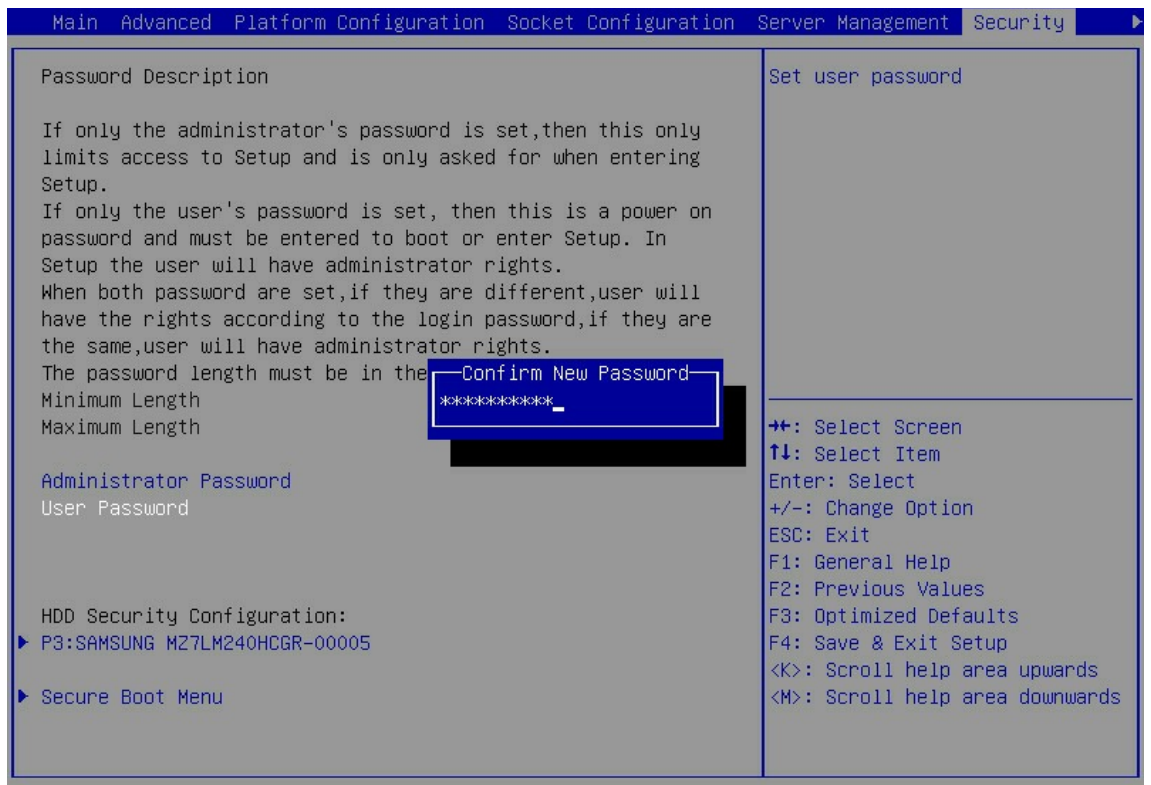 Main Advanced Platform Configuration Socket Configuration Server Management Security
Password Description
If only the administrator's password is set,then this only
limits access to Setup and is only asked for when entering
Setup.
If only the user's password is set, then this is a power on
password and must be entered to boot or enter Setup. In
Setup the user will have administrator rights.
When both password are set,if they are different,user will
have the rights according to the login password,if they are
the same,user will have administrator rights.
The password length must be in the
Minimum Length
Maximum Length
Confirm New Password
**********_
Administrator Password
User Password
HDD Security Configuration:
P3:SAMSUNG MZ7LM240HCGR-00005
Secure Boot Menu
Set user password
→←: Select Screen
↑↓: Select Item
Enter: Select
+/-: Change Option
ESC: Exit
F1: General Help
F2: Previous Values
F3: Optimized Defaults
F4: Save & Exit Setup
<K>: Scroll help area upwards
<M>: Scroll help area downwards